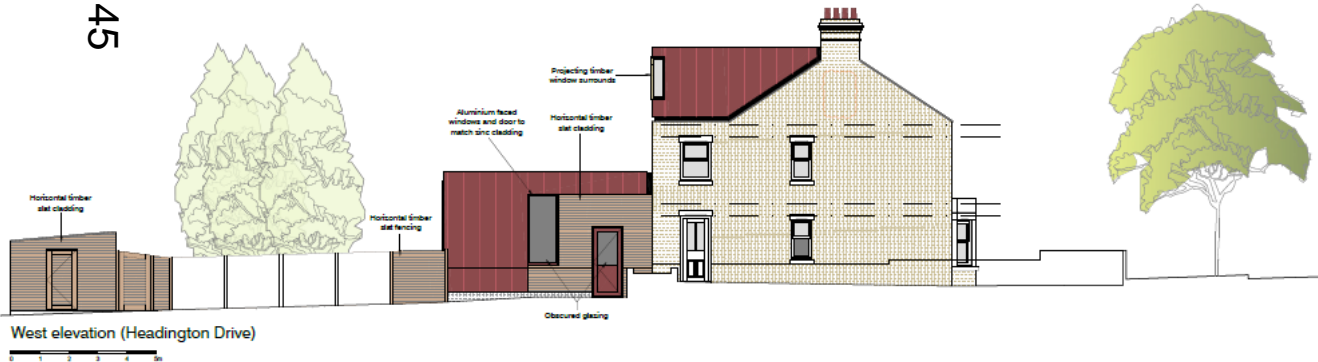 45
Projecting timber
window surrounds
Aluminium faced
windows and door to
match zinc cladding
Horizontal timber
slat cladding
Horizontal timber
slat cladding
Horizontal timber
slat fencing
Obscured glazing
West elevation (Headington Drive)
0 1 2 3 4 5m